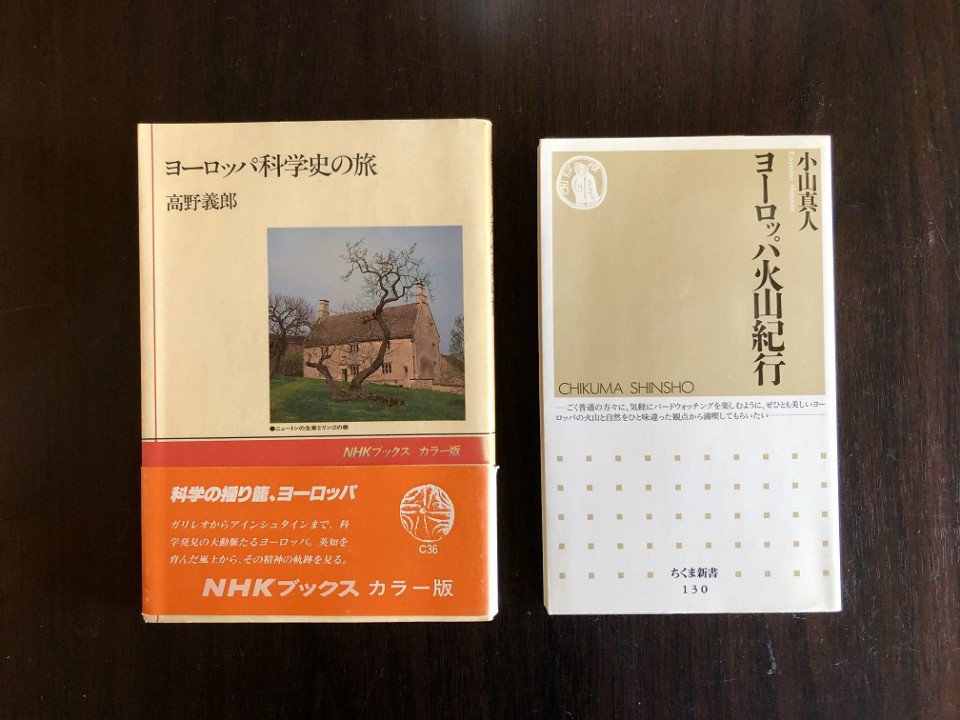 ヨーロッパ科学史の旅
高野義郎
●ニュートンの生家とリンゴの樹
NHKブックス カラー版
科学の揺り籠、ヨーロッパ
ガリレオからアインシュタインまで、科
学発見の大動脈たるヨーロッパ。英知を
育んだ風土から、その精神の軌跡を見る。
C36
NHKブックス カラー版
小山真人
Koyama Masato
ヨーロッパ火山紀行
CHIKUMA SHINSHO
―ごく普通の方々に、気軽にバードウォッチングを楽しむように、ぜひとも美しいヨー
ロッパの火山と自然をひと味違った観点から満喫してもらいたい―
ちくま新書
130